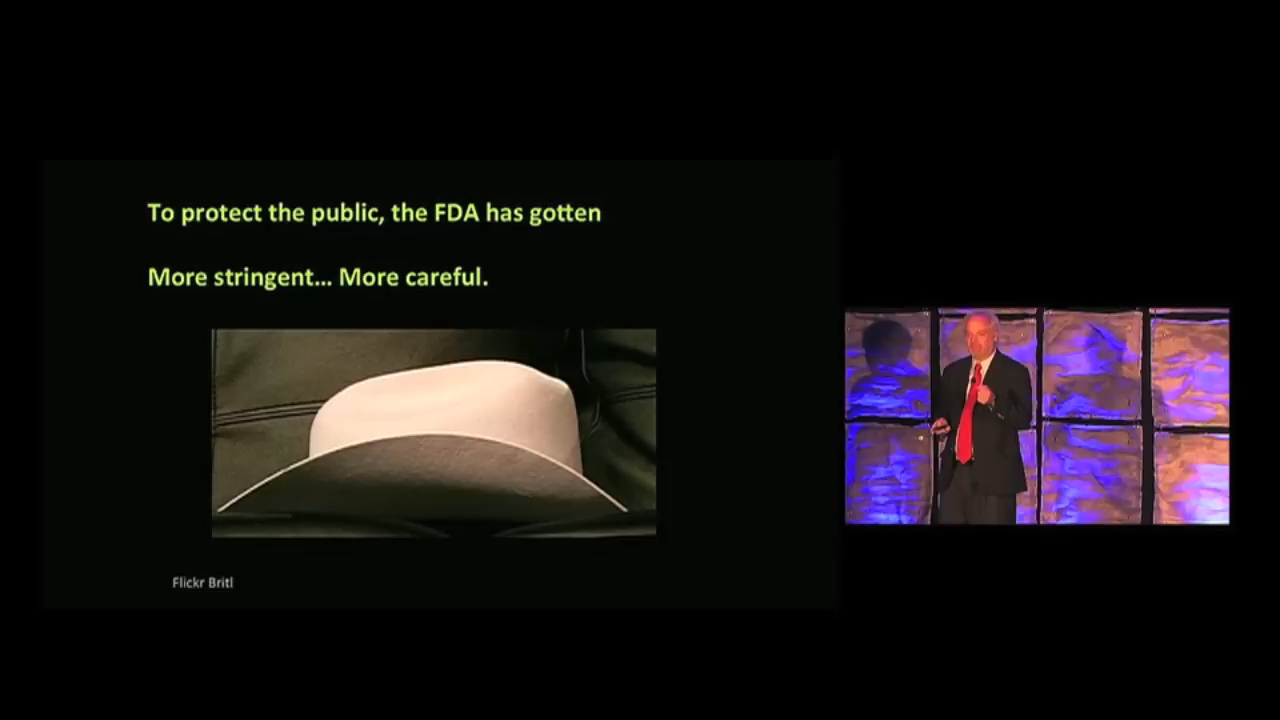 To protect the public, the FDA has gotten
More stringent... More careful.
Flickr Britl